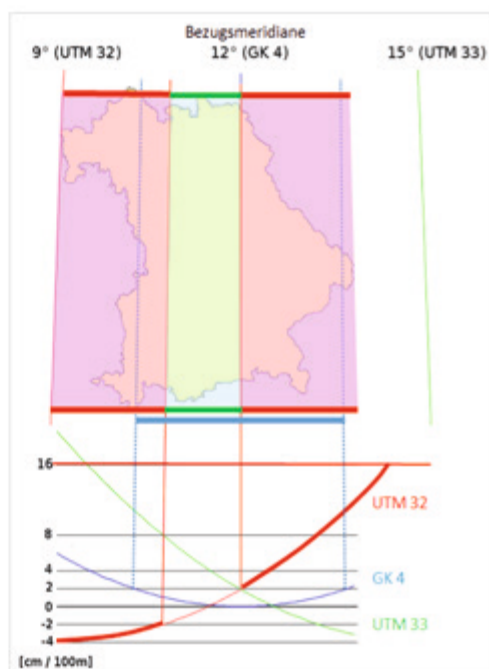 Bezugsmeridiane
9° (UTM 32) 12° (GK 4) 15° (UTM 33)
16
UTM 32
8
4
GK 4
2
0
-2
UTM 33
-4
[cm / 100m]